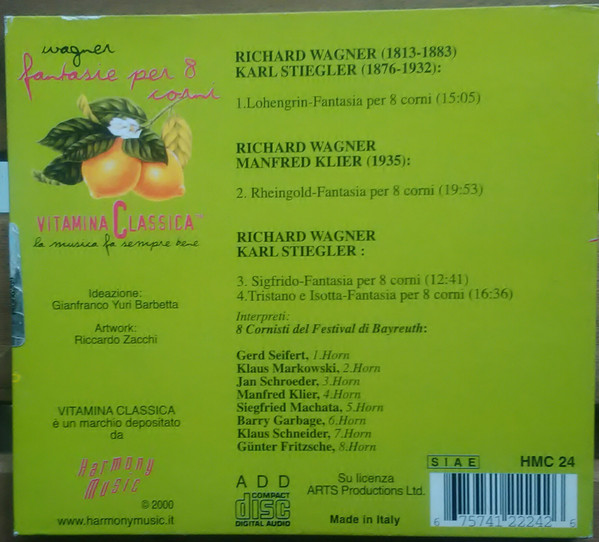 wagner
fantasie per 8
corni
VITAMINA CLASSICA
la musica fa sempre bene
Ideazione:
Gianfranco Yuri Barbetta
Artwork:
Riccardo Zacchi
VITAMINA CLASSICA
è un marchio depositato
da
Harmony
Music
© 2000
www.harmonymusic.it
RICHARD WAGNER (1813-1883)
KARL STIEGLER (1876-1932):
1.Lohengrin-Fantasia per 8 corni (15:05)
RICHARD WAGNER
MANFRED KLIER (1935):
2. Rheingold-Fantasia per 8 corni (19:53)
RICHARD WAGNER
KARL STIEGLER :
3. Sigfrido-Fantasia per 8 corni (12:41)
4.Tristano e Isotta-Fantasia per 8 corni (16:36)
Interpreti:
8 Cornisti del Festival di Bayreuth:
Gerd Seifert, 1.Horn
Klaus Markowski, 2.Horn
Jan Schroeder, 3.Horn
Manfred Klier, 4.Horn
Siegfried Machata, 5.Horn
Barry Garbage, 6.Horn
Klaus Schneider, 7.Horn
Günter Fritzsche, 8.Horn
ADD
COMPACT
disc
DIGITAL AUDIO
Su licenza
ARTS Productions Ltd.
Made in Italy
SIAE
HMC 24
6 75741 22242 6